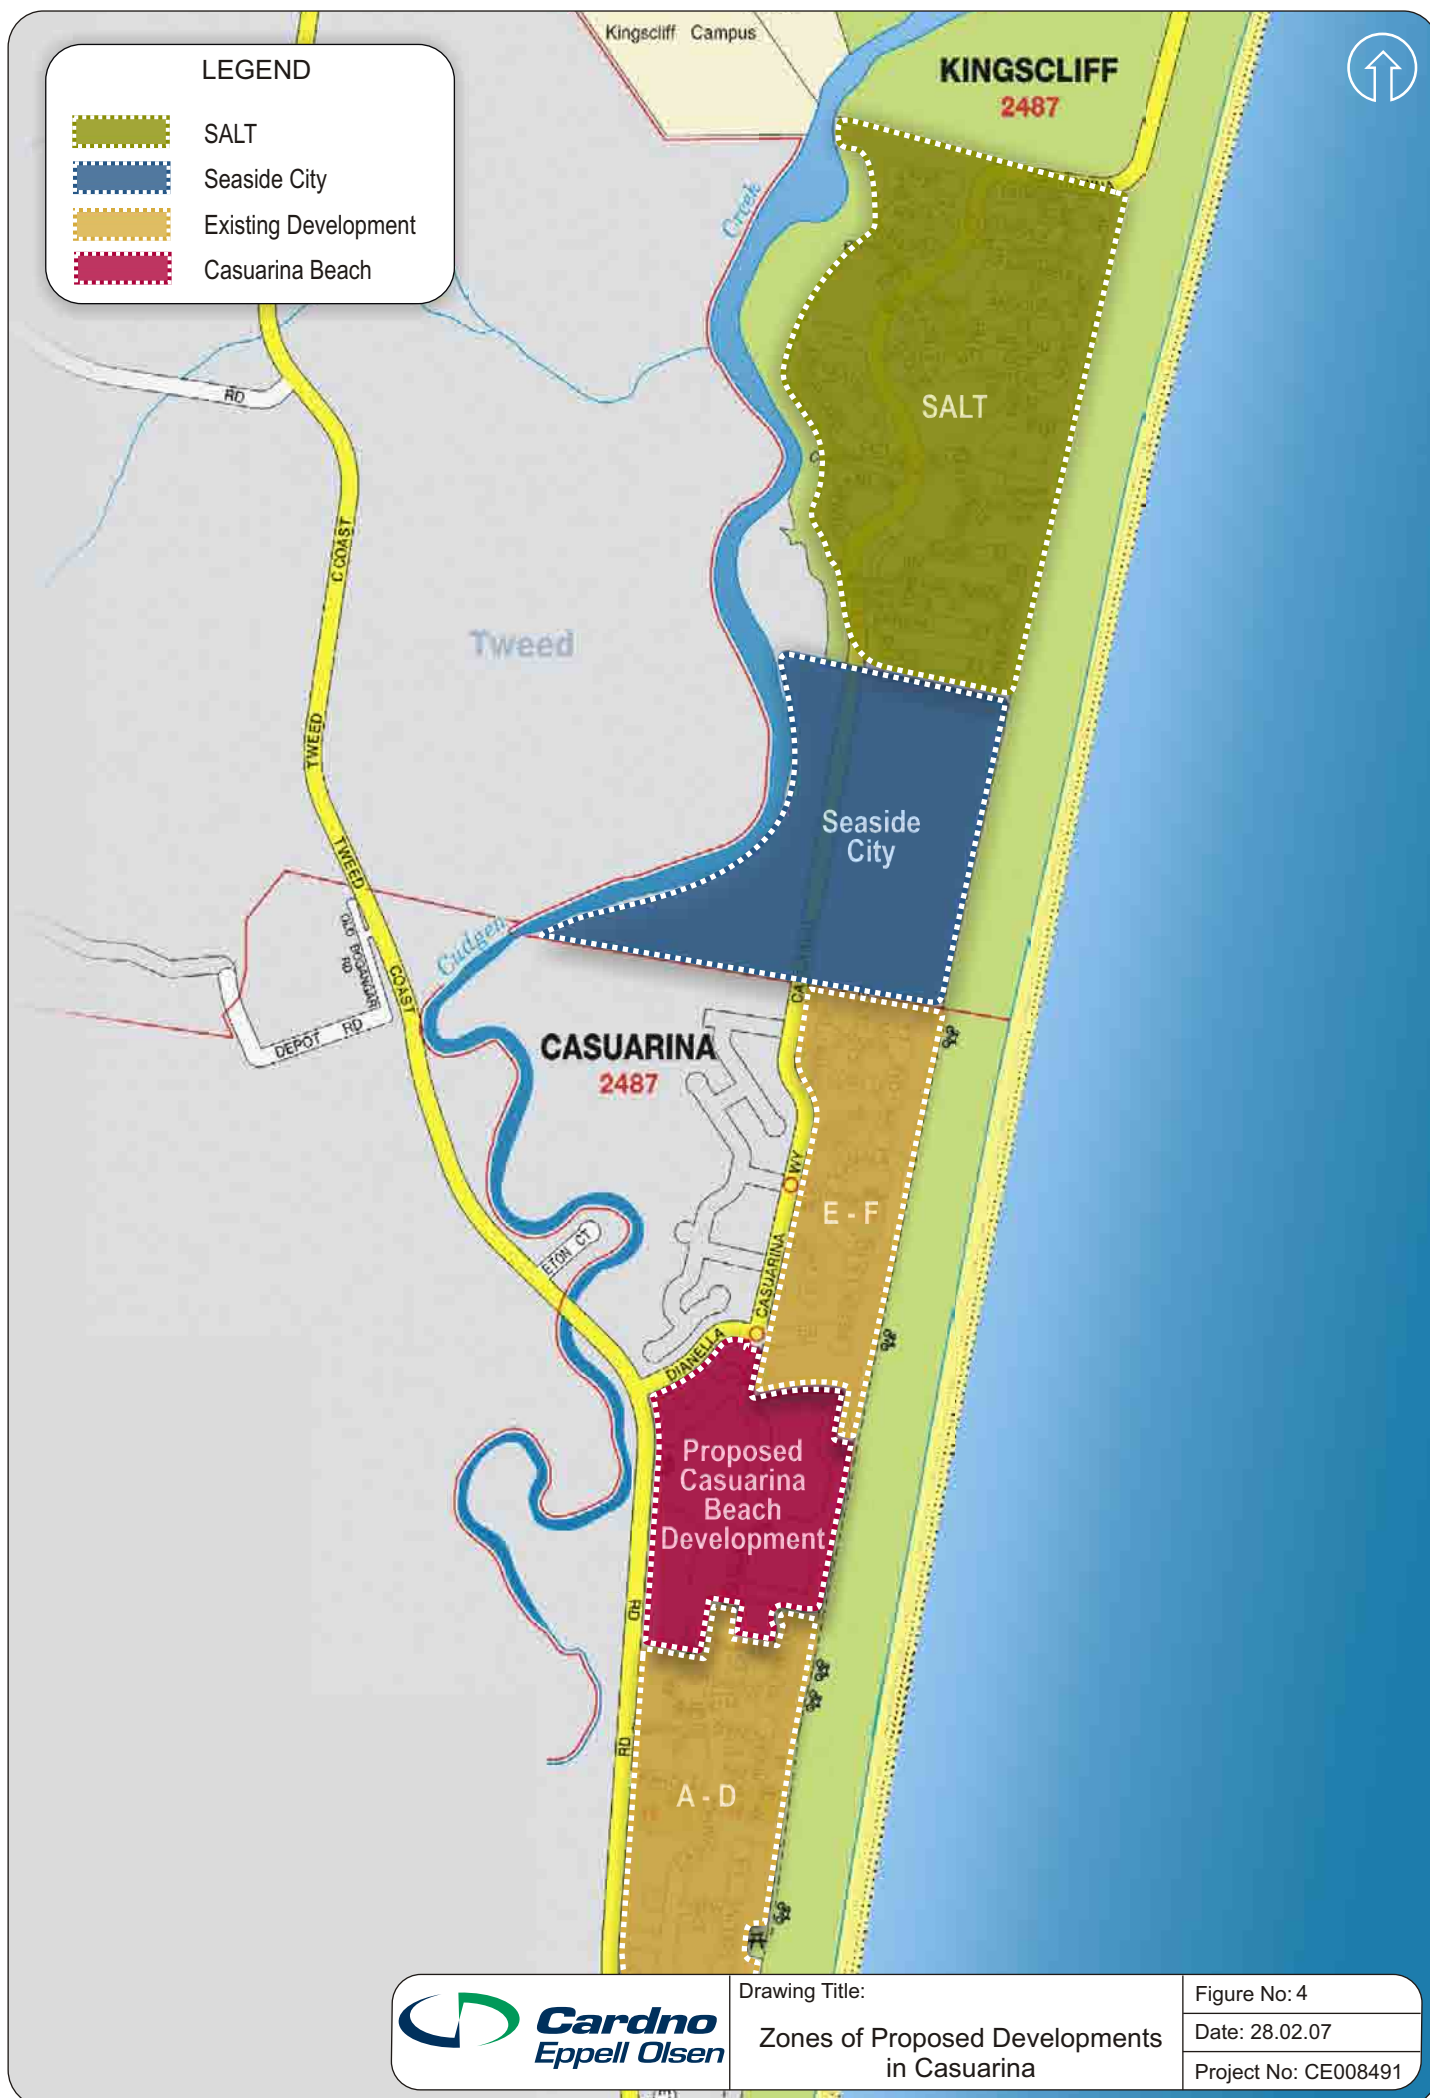 Kingscliff Campus
KINGSCLIFF
2487
LEGEND
SALT
Seaside City
Existing Development
Casuarina Beach
Creek
RD
SALT
C COAST
Tweed
TWEED
Seaside
City
TWEED
OLD BOGANGAR
RD
COAST
Cudgen
DEPOT RD
CASUARINA
2487
WY
E - F
ETON CT
CASUARINA
DIANELLA
Proposed
Casuarina
Beach
Development
RD
RD
A - D
Cardno
Eppell Olsen
Drawing Title:
Zones of Proposed Developments
in Casuarina
Figure No: 4
Date: 28.02.07
Project No: CE008491